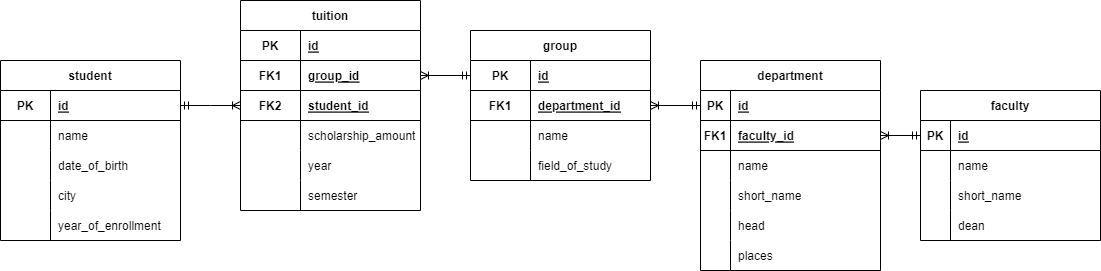 student
PK id
name
date_of_birth
city
year_of_enrollment
tuition
PK id
FK1 group_id
FK2 student_id
scholarship_amount
year
semester
group
PK id
FK1 department_id
name
field_of_study
department
PK id
FK1 faculty_id
name
short_name
head
places
faculty
PK id
name
short_name
dean